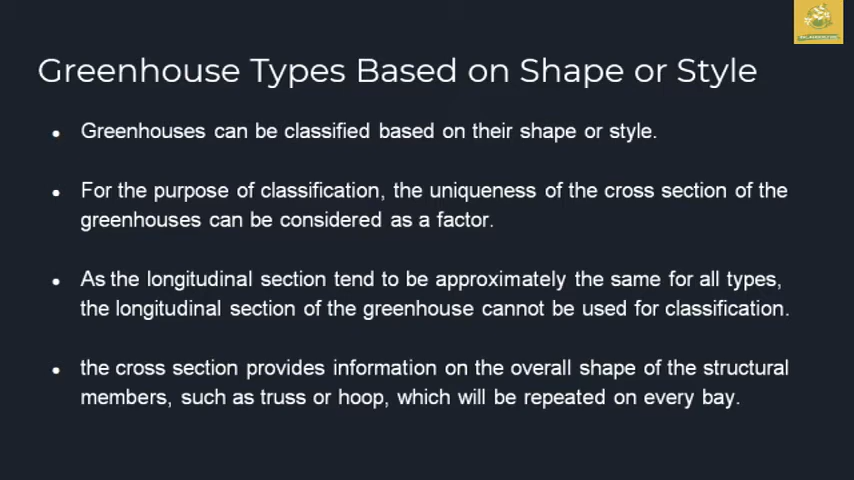 Greenhouse Types Based on Shape or Style
• Greenhouses can be classified based on their shape or style.
• For the purpose of classification, the uniqueness of the cross section of the
greenhouses can be considered as a factor.
• As the longitudinal section tend to be approximately the same for all types,
the longitudinal section of the greenhouse cannot be used for classification.
• the cross section provides information on the overall shape of the structural
members, such as truss or hoop, which will be repeated on every bay.